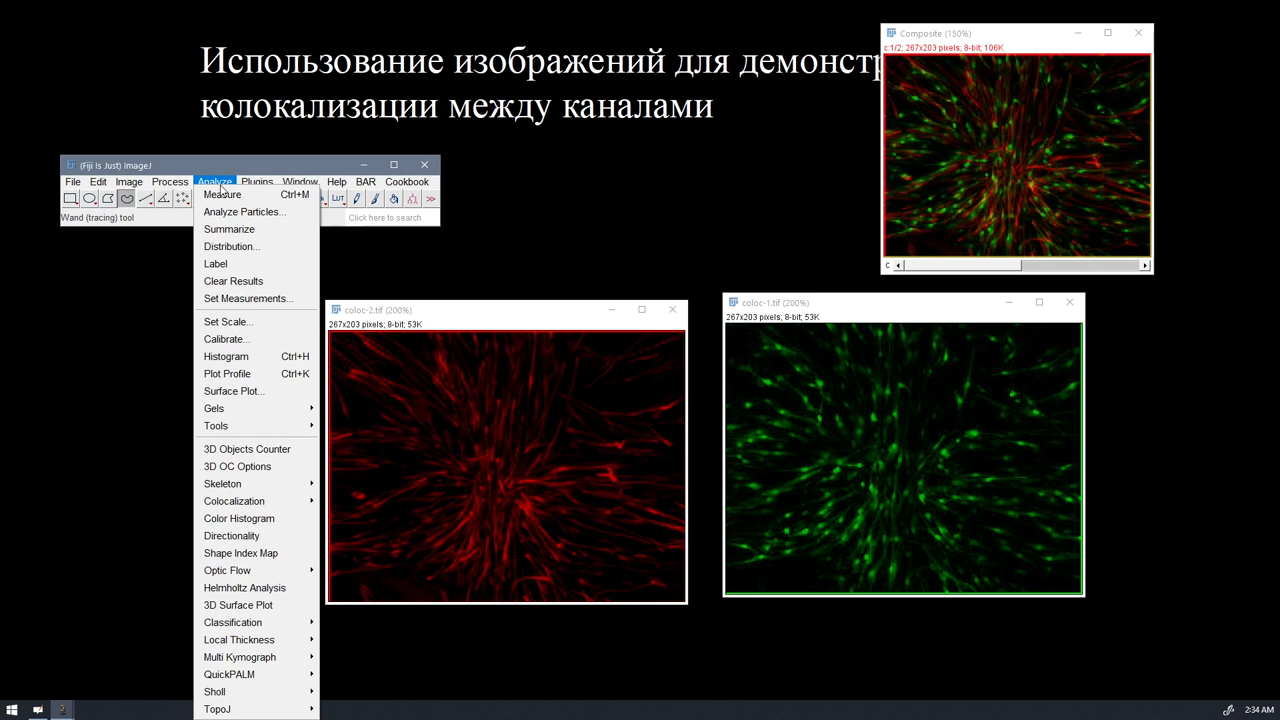 Использование изображений для демонстр
колокализации между каналами
Composite (150%)
c:1/2; 267x203 pixels; 8-bit; 106K
c
(Fiji Is Just) ImageJ
File Edit Image Process Analyze Plugins Window Help BAR Cookbook
LUT >>
Wand (tracing) tool
Click here to search
Measure Ctrl+M
Analyze Particles...
Summarize
Distribution...
Label
Clear Results
Set Measurements...
Set Scale...
Calibrate...
Histogram Ctrl+H
Plot Profile Ctrl+K
Surface Plot...
Gels
Tools
3D Objects Counter
3D OC Options
Skeleton
Colocalization
Color Histogram
Directionality
Shape Index Map
Optic Flow
Helmholtz Analysis
3D Surface Plot
Classification
Local Thickness
Multi Kymograph
QuickPALM
Sholl
TopoJ
coloc-2.tif (200%)
267x203 pixels; 8-bit; 53K
coloc-1.tif (200%)
267x203 pixels; 8-bit; 53K
2:34 AM